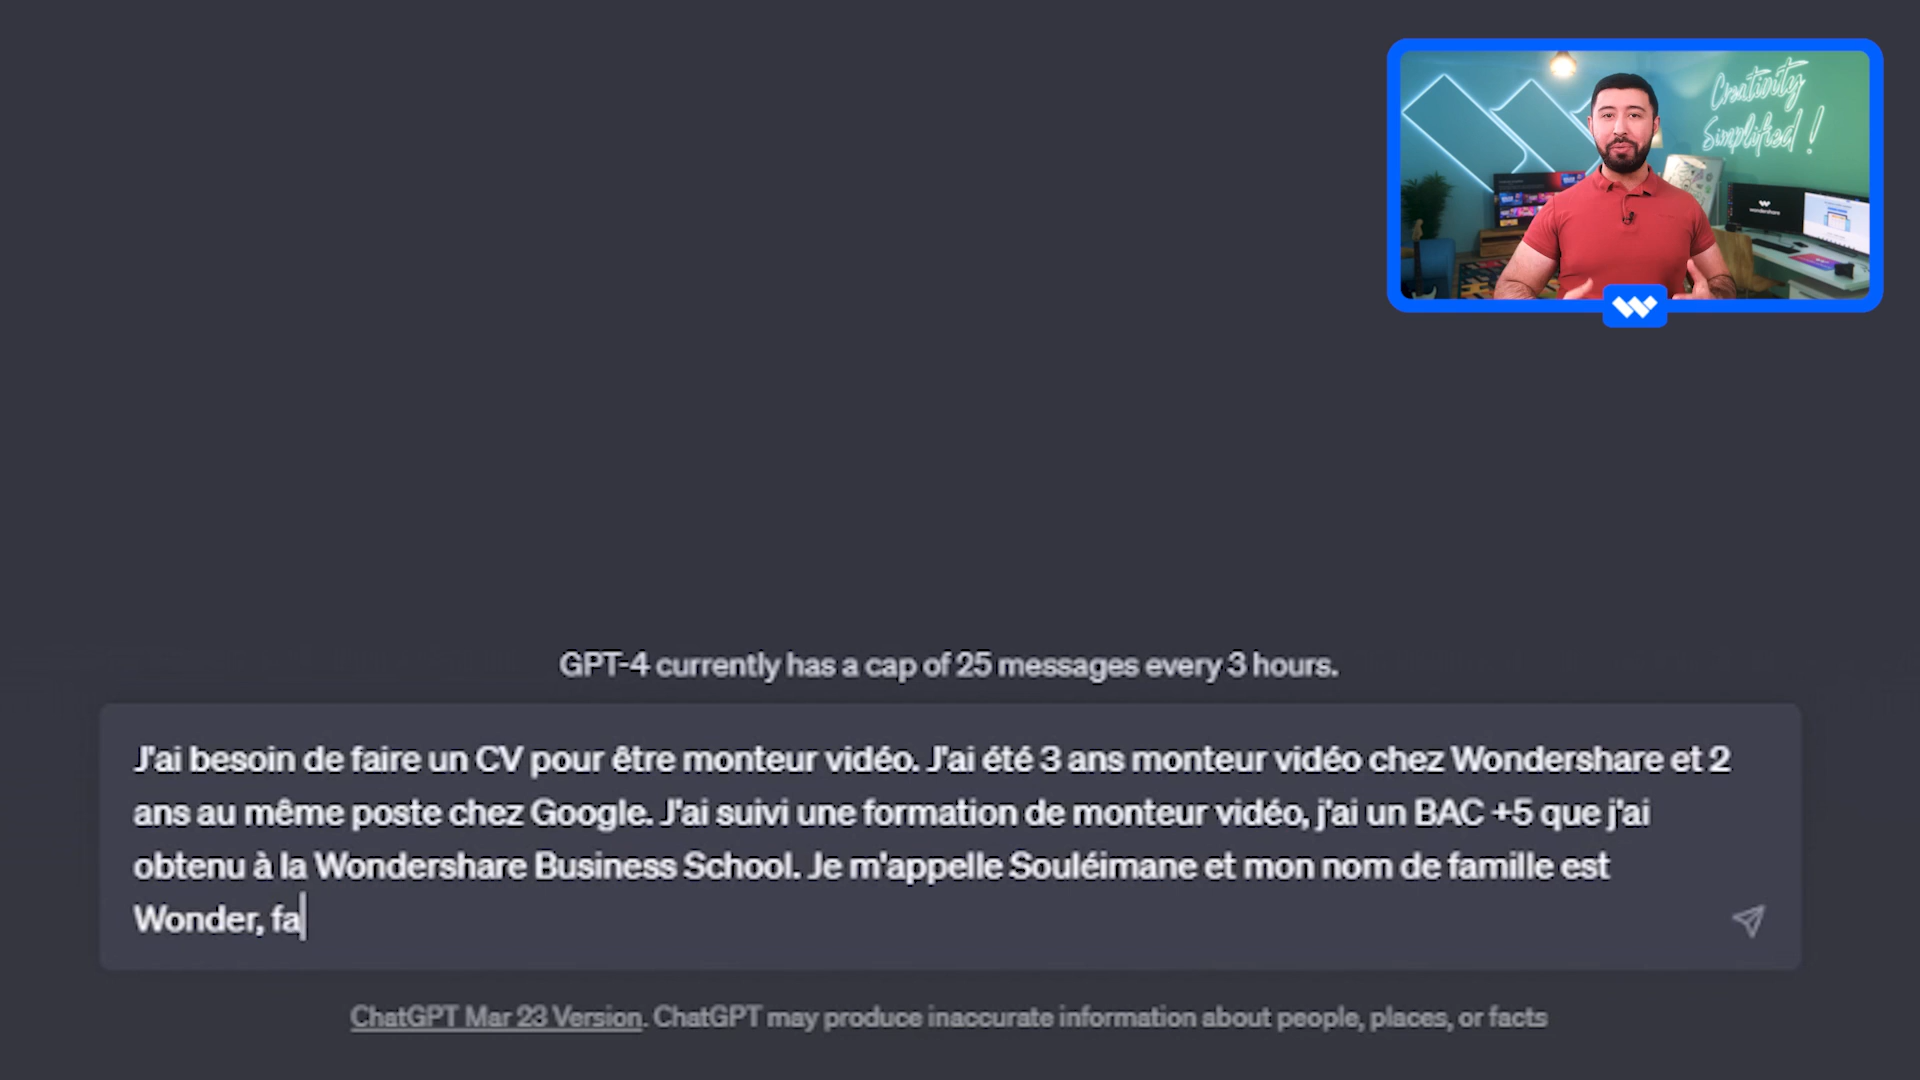 Creativity
Simplified !
wondershare
GPT-4 currently has a cap of 25 messages every 3 hours.
J'ai besoin de faire un CV pour être monteur vidéo. J'ai été 3 ans monteur vidéo chez Wondershare et 2
ans au même poste chez Google. J'ai suivi une formation de monteur vidéo, j'ai un BAC +5 que j'ai
obtenu à la Wondershare Business School. Je m'appelle Souléimane et mon nom de famille est
Wonder, fa
ChatGPT Mar 23 Version. ChatGPT may produce inaccurate information about people, places, or facts